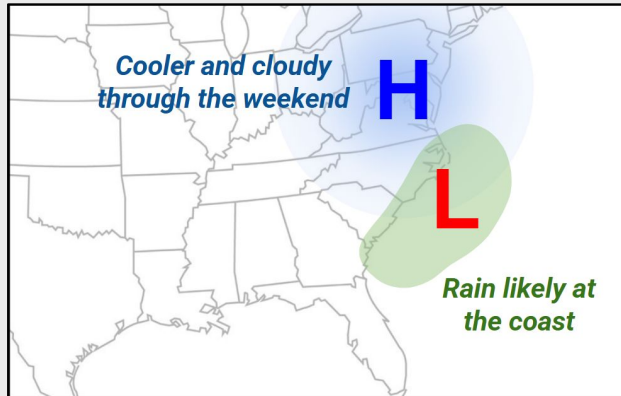 Cooler and cloudy
through the weekend
H
L
Rain likely at
the coast